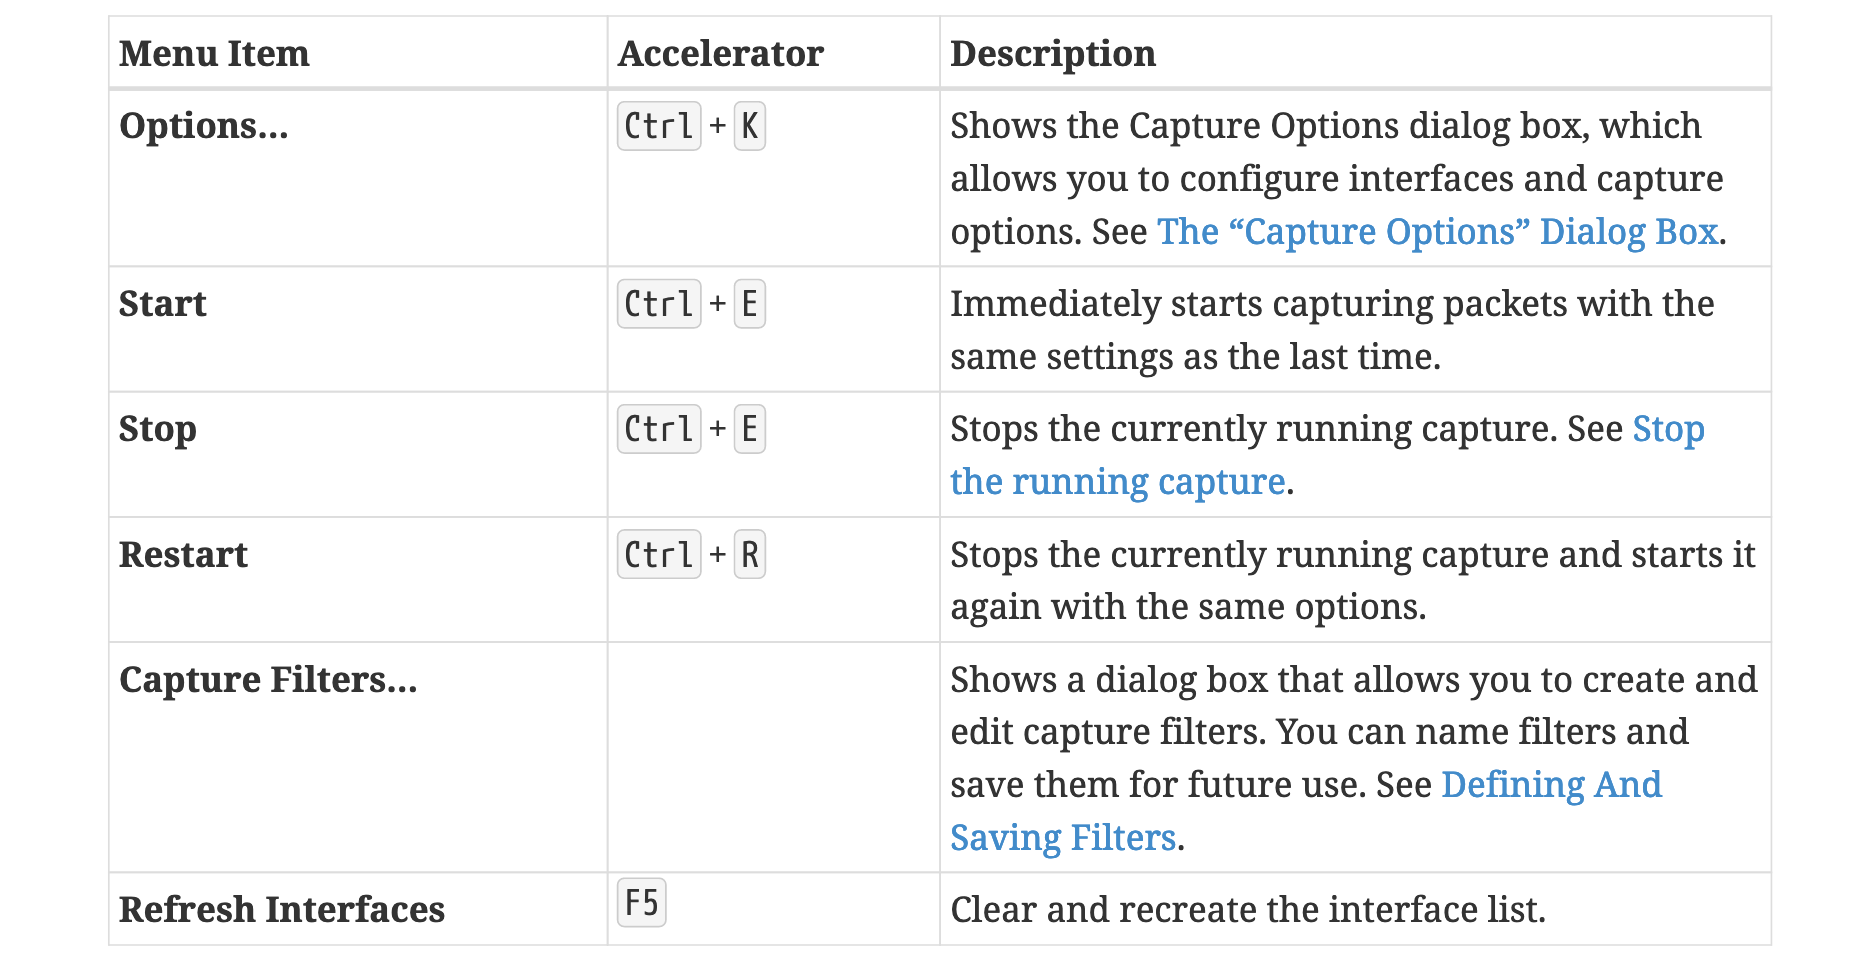 Menu Item Accelerator Description
Options… Ctrl + K Shows the Capture Options dialog box, which
allows you to configure interfaces and capture
options. See The “Capture Options” Dialog Box.
Start Ctrl + E Immediately starts capturing packets with the
same settings as the last time.
Stop Ctrl + E Stops the currently running capture. See Stop
the running capture.
Restart Ctrl + R Stops the currently running capture and starts it
again with the same options.
Capture Filters… Shows a dialog box that allows you to create and
edit capture filters. You can name filters and
save them for future use. See Defining And
Saving Filters.
Refresh Interfaces F5 Clear and recreate the interface list.